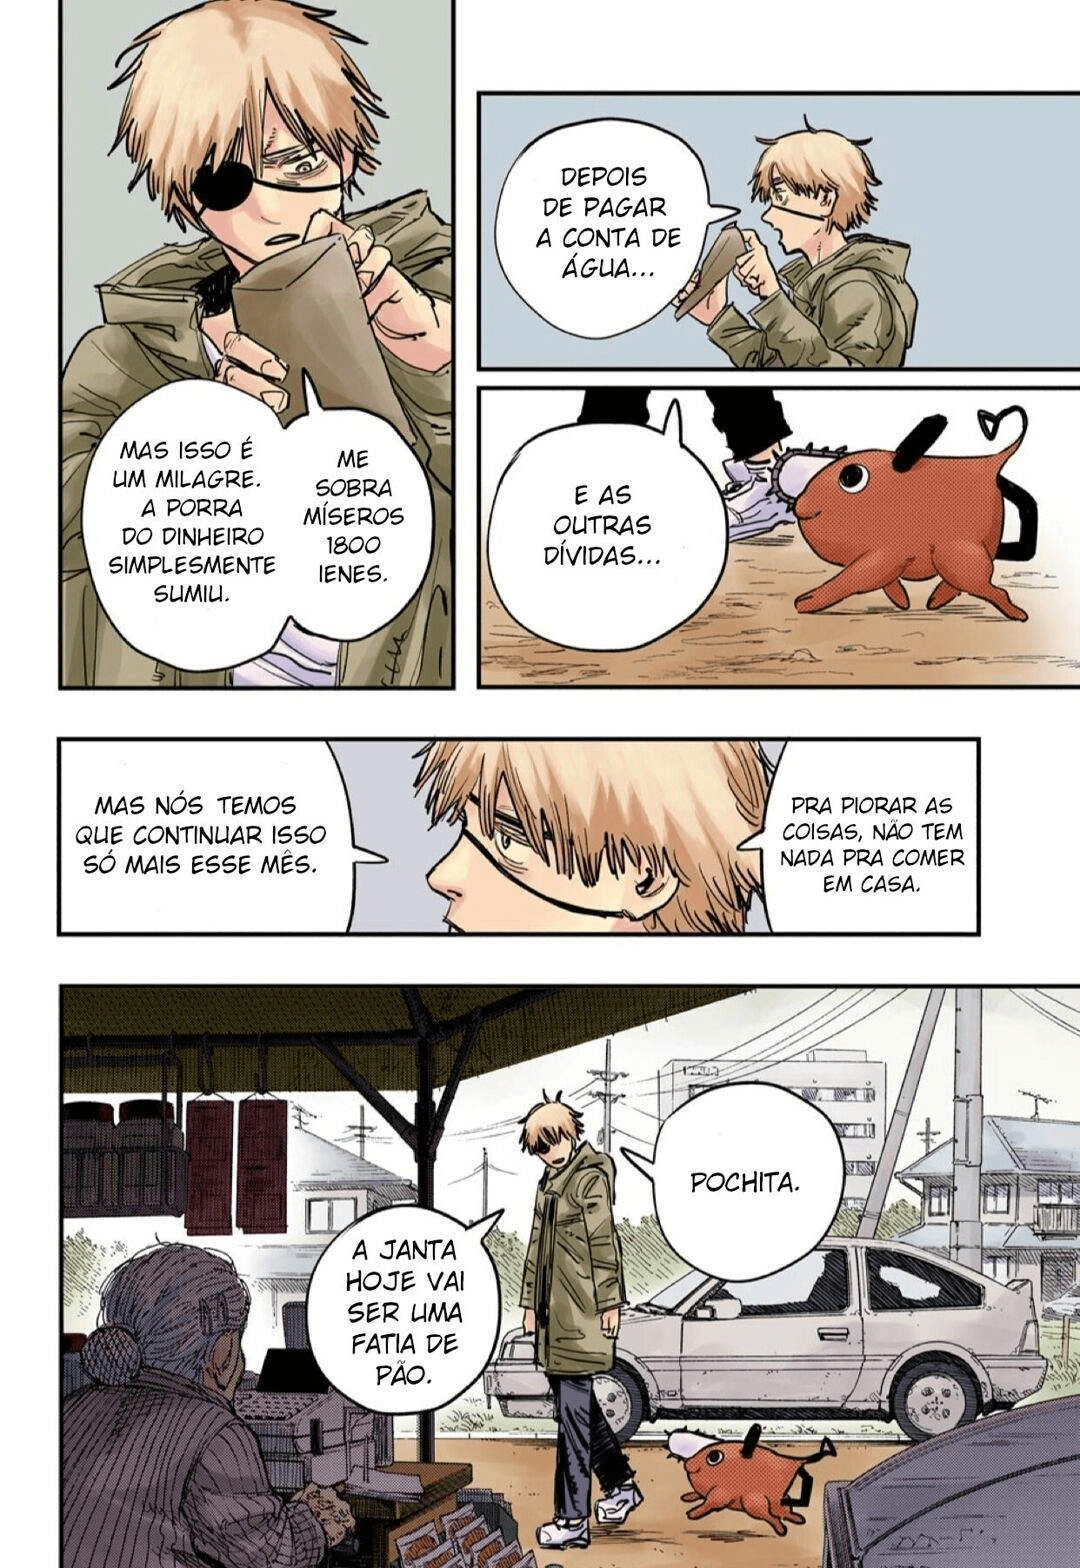 DEPOIS
DE PAGAR
A CONTA DE
ÁGUA...
E AS
OUTRAS
DÍVIDAS...
ME
SOBRA
MÍSEROS
1800
IENES.
MAS ISSO É
UM MILAGRE.
A PORRA
DO DINHEIRO
SIMPLESMENTE
SUMIU.
PRA PIORAR AS
COISAS, NÃO TEM
NADA PRA COMER
EM CASA.
MAS NÓS TEMOS
QUE CONTINUAR ISSO
SÓ MAIS ESSE MÊS.
POCHITA.
A JANTA
HOJE VAI
SER UMA
FATIA DE
PÃO.